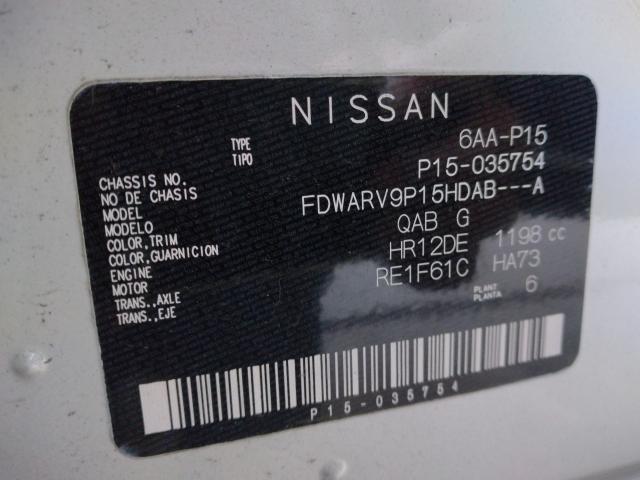 NISSAN
TYPE 6AA-P15
TIPO
CHASSIS NO. P15-035754
NO DE CHASIS
MODEL FDWARV9P15HDAB---A
MODELO
COLOR,TRIM QAB G
COLOR,GUARNICION
ENGINE HR12DE 1198 cc
MOTOR
TRANS.,AXLE RE1F61C HA73
TRANS.,EJE
PLANT 6
PLANTA
P15-035754